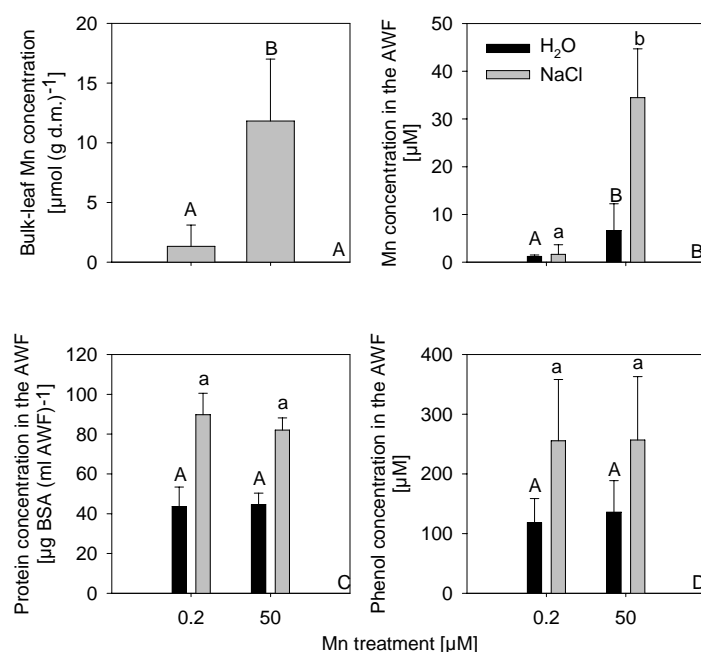 Bulk-leaf Mn concentration
[µmol (g d.m.)-1
20
15
10
5
0
A
B
A
Mn concentration in the AWF
[µM]
50
40
30
20
10
0
H2O
NaCl
A
a
B
b
B
Protein concentration in the AWF
[µg BSA (ml AWF)-1]
120
100
80
60
40
20
0
A
a
A
a
C
0.2
50
Phenol concentration in the AWF
[µM]
400
300
200
100
0
A
a
A
a
D
0.2
50
Mn treatment [µM]